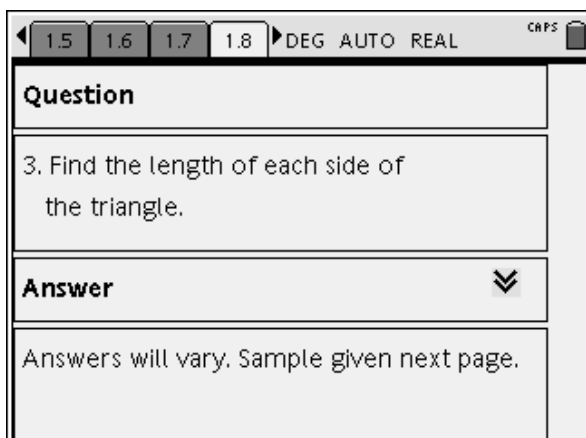 1.5 1.6 1.7 1.8 DEG AUTO REAL CAPS
Question
3. Find the length of each side of
the triangle.
Answer
Answers will vary. Sample given next page.